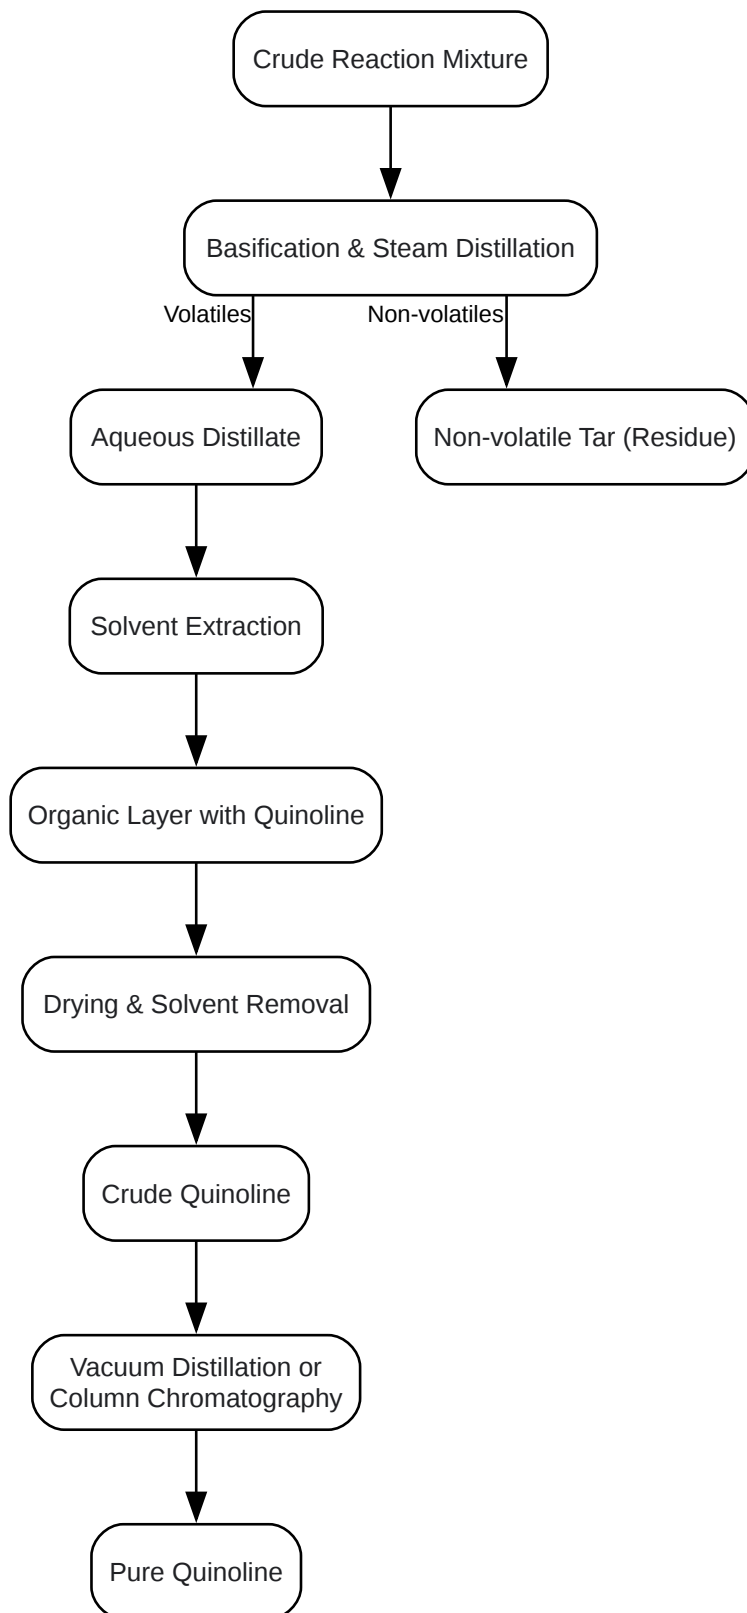 Crude Reaction Mixture
Basification & Steam Distillation
Volatiles
Non-volatiles
Aqueous Distillate
Non-volatile Tar (Residue)
Solvent Extraction
Organic Layer with Quinoline
Drying & Solvent Removal
Crude Quinoline
Vacuum Distillation or
Column Chromatography
Pure Quinoline